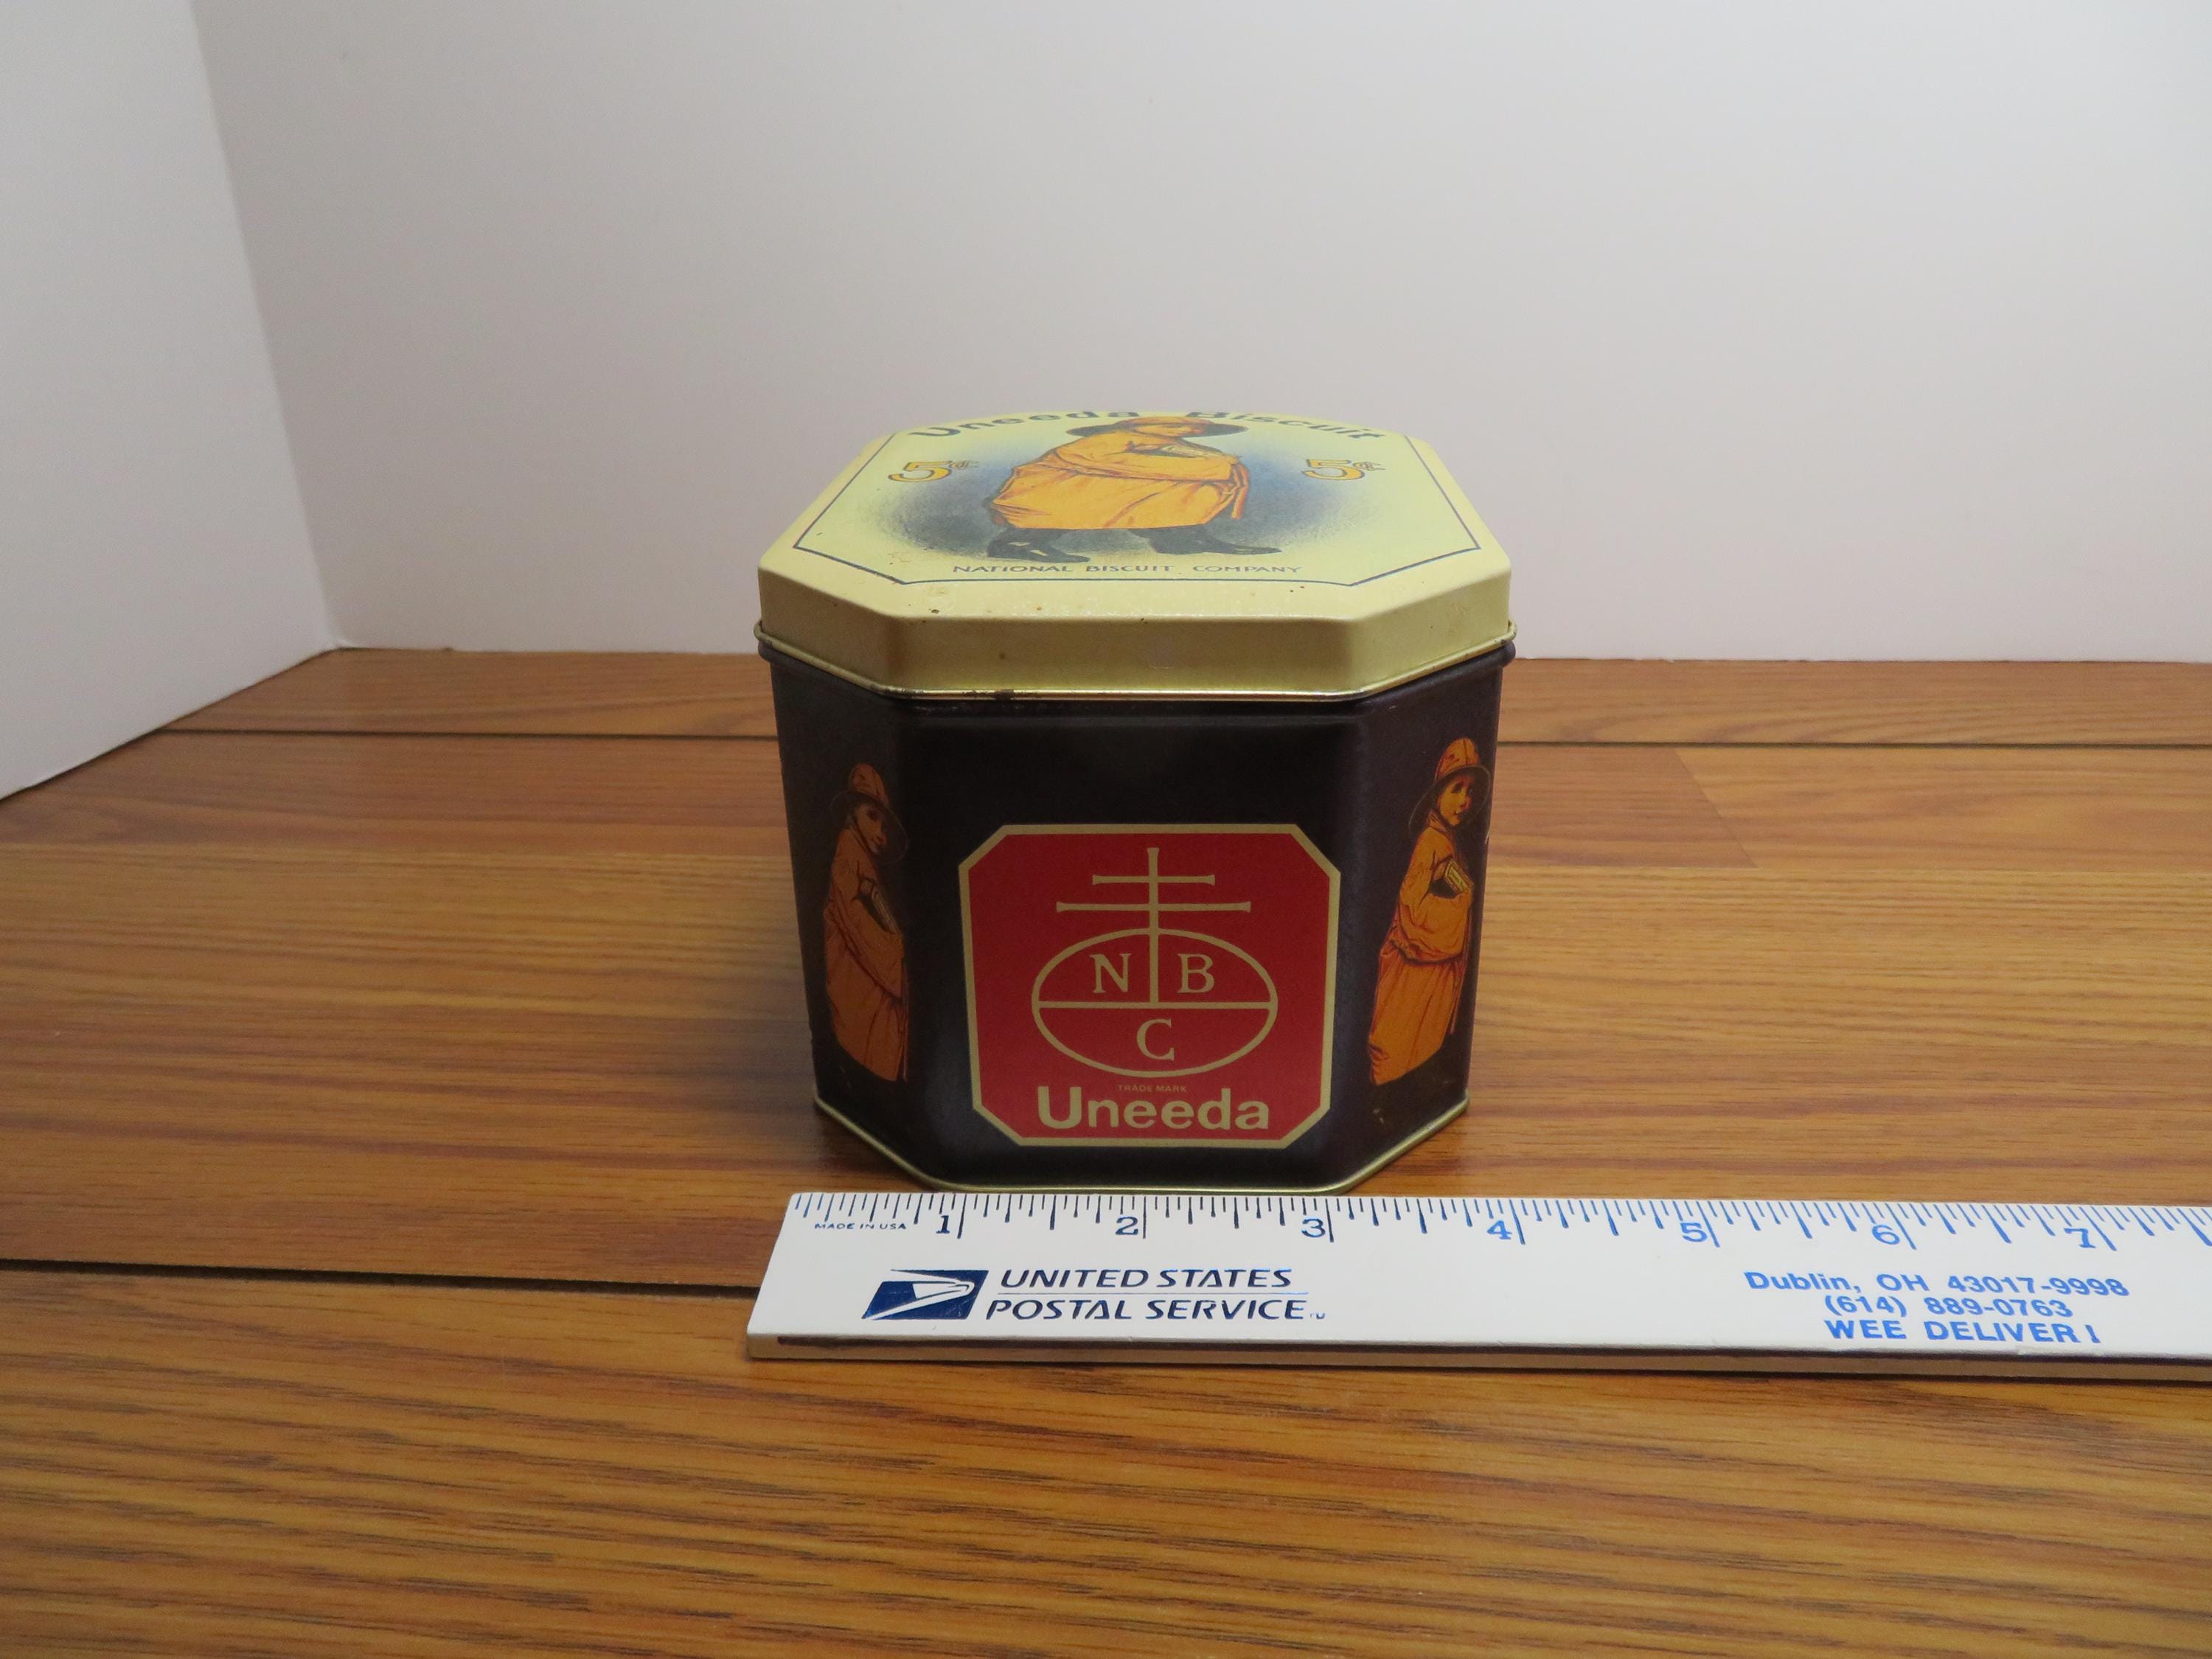 Uneeda Biscuit
5¢ 5¢
NATIONAL BISCUIT COMPANY
N B
C
TRADE MARK
Uneeda
1 2 3 4 5 6 7
MADE IN USA
UNITED STATES
POSTAL SERVICE™
Dublin, OH 43017-9998
(614) 889-0763
WEE DELIVER!